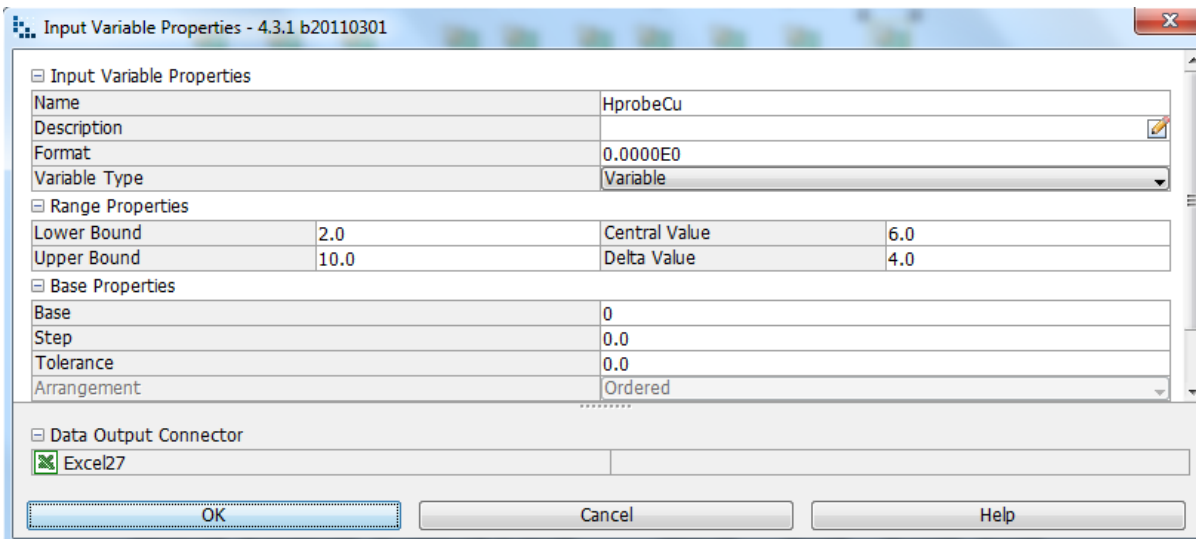 Input Variable Properties - 4.3.1 b20110301
Input Variable Properties
Name HprobeCu
Description
Format 0.0000E0
Variable Type Variable
Range Properties
Lower Bound 2.0 Central Value 6.0
Upper Bound 10.0 Delta Value 4.0
Base Properties
Base 0
Step 0.0
Tolerance 0.0
Arrangement Ordered
Data Output Connector
Excel27
OK Cancel Help